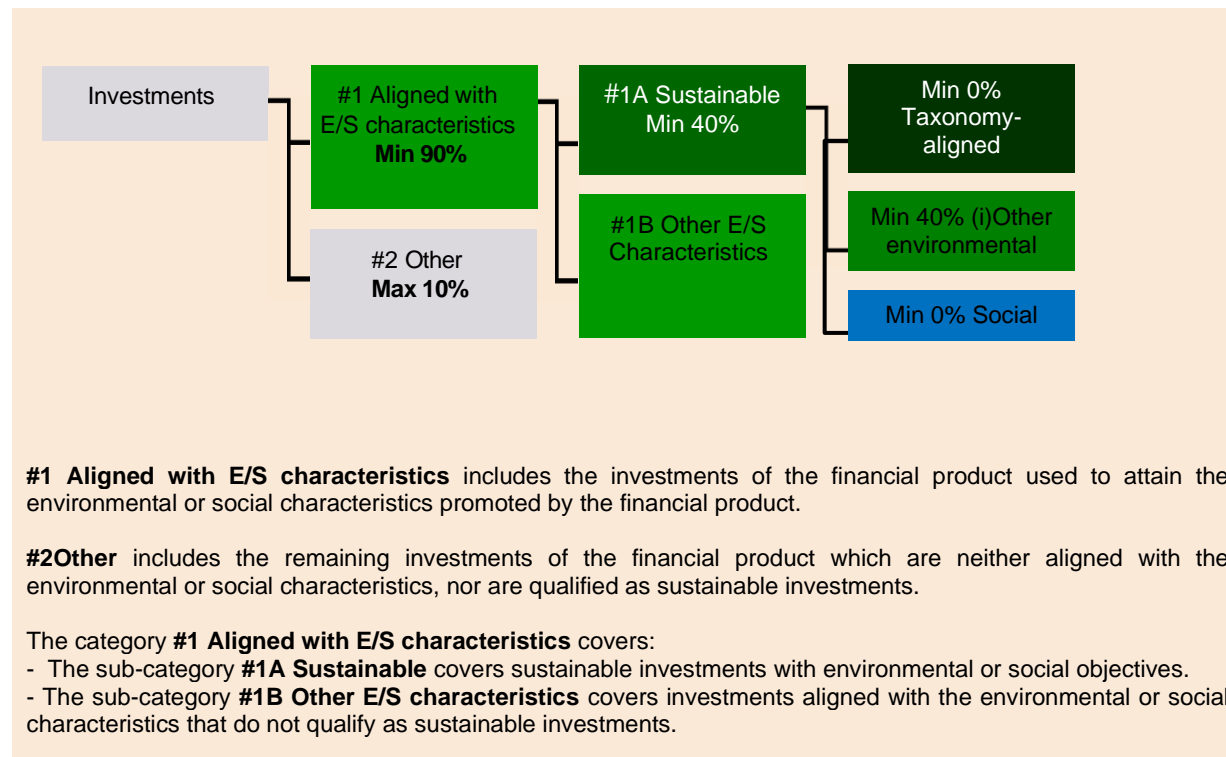 Investments
#1 Aligned with
E/S characteristics
Min 90%
#2 Other
Max 10%
#1A Sustainable
Min 40%
#1B Other E/S
Characteristics
Min 0%
Taxonomy-
aligned
Min 40% (i)Other
environmental
Min 0% Social
#1 Aligned with E/S characteristics includes the investments of the financial product used to attain the
environmental or social characteristics promoted by the financial product.
#2Other includes the remaining investments of the financial product which are neither aligned with the
environmental or social characteristics, nor are qualified as sustainable investments.
The category #1 Aligned with E/S characteristics covers:
- The sub-category #1A Sustainable covers sustainable investments with environmental or social objectives.
- The sub-category #1B Other E/S characteristics covers investments aligned with the environmental or social
characteristics that do not qualify as sustainable investments.